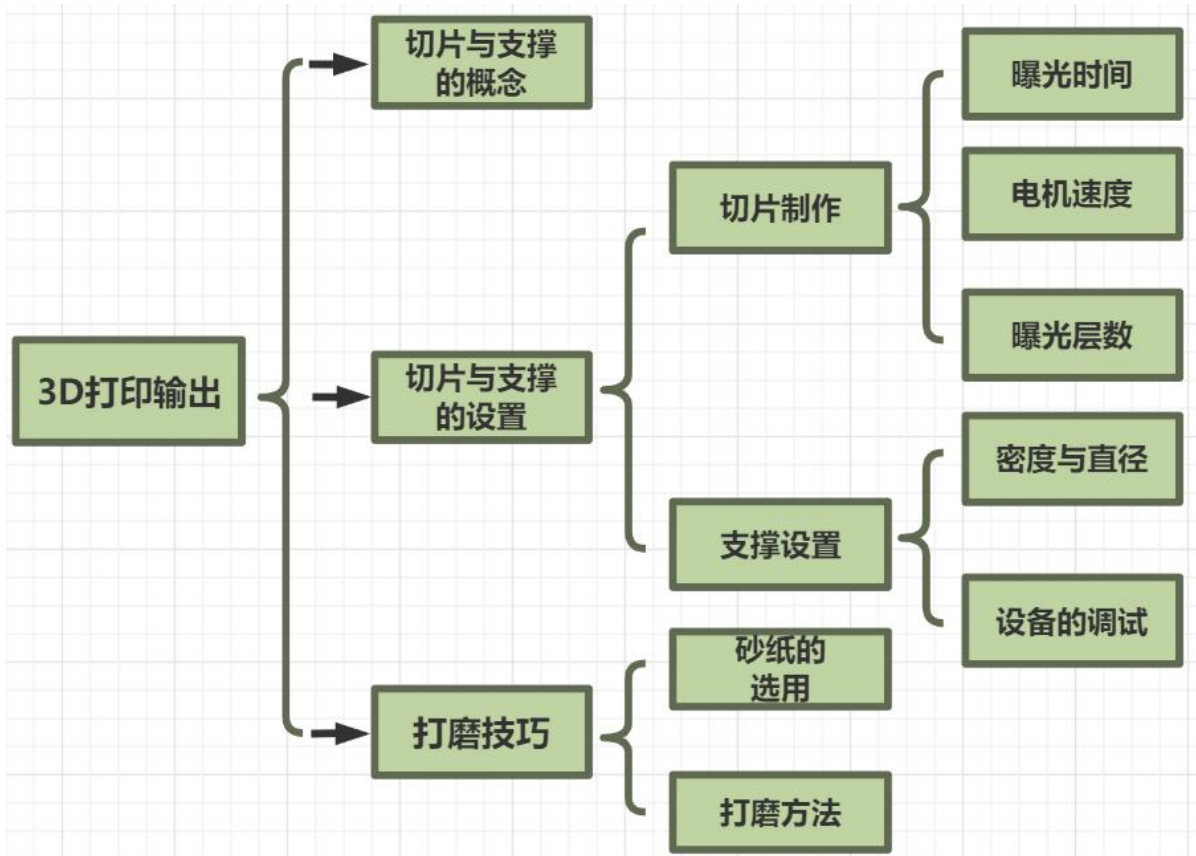 3D打印输出
切片与支撑
的概念
切片与支撑
的设置
切片制作
曝光时间
电机速度
曝光层数
支撑设置
密度与直径
设备的调试
打磨技巧
砂纸的
选用
打磨方法